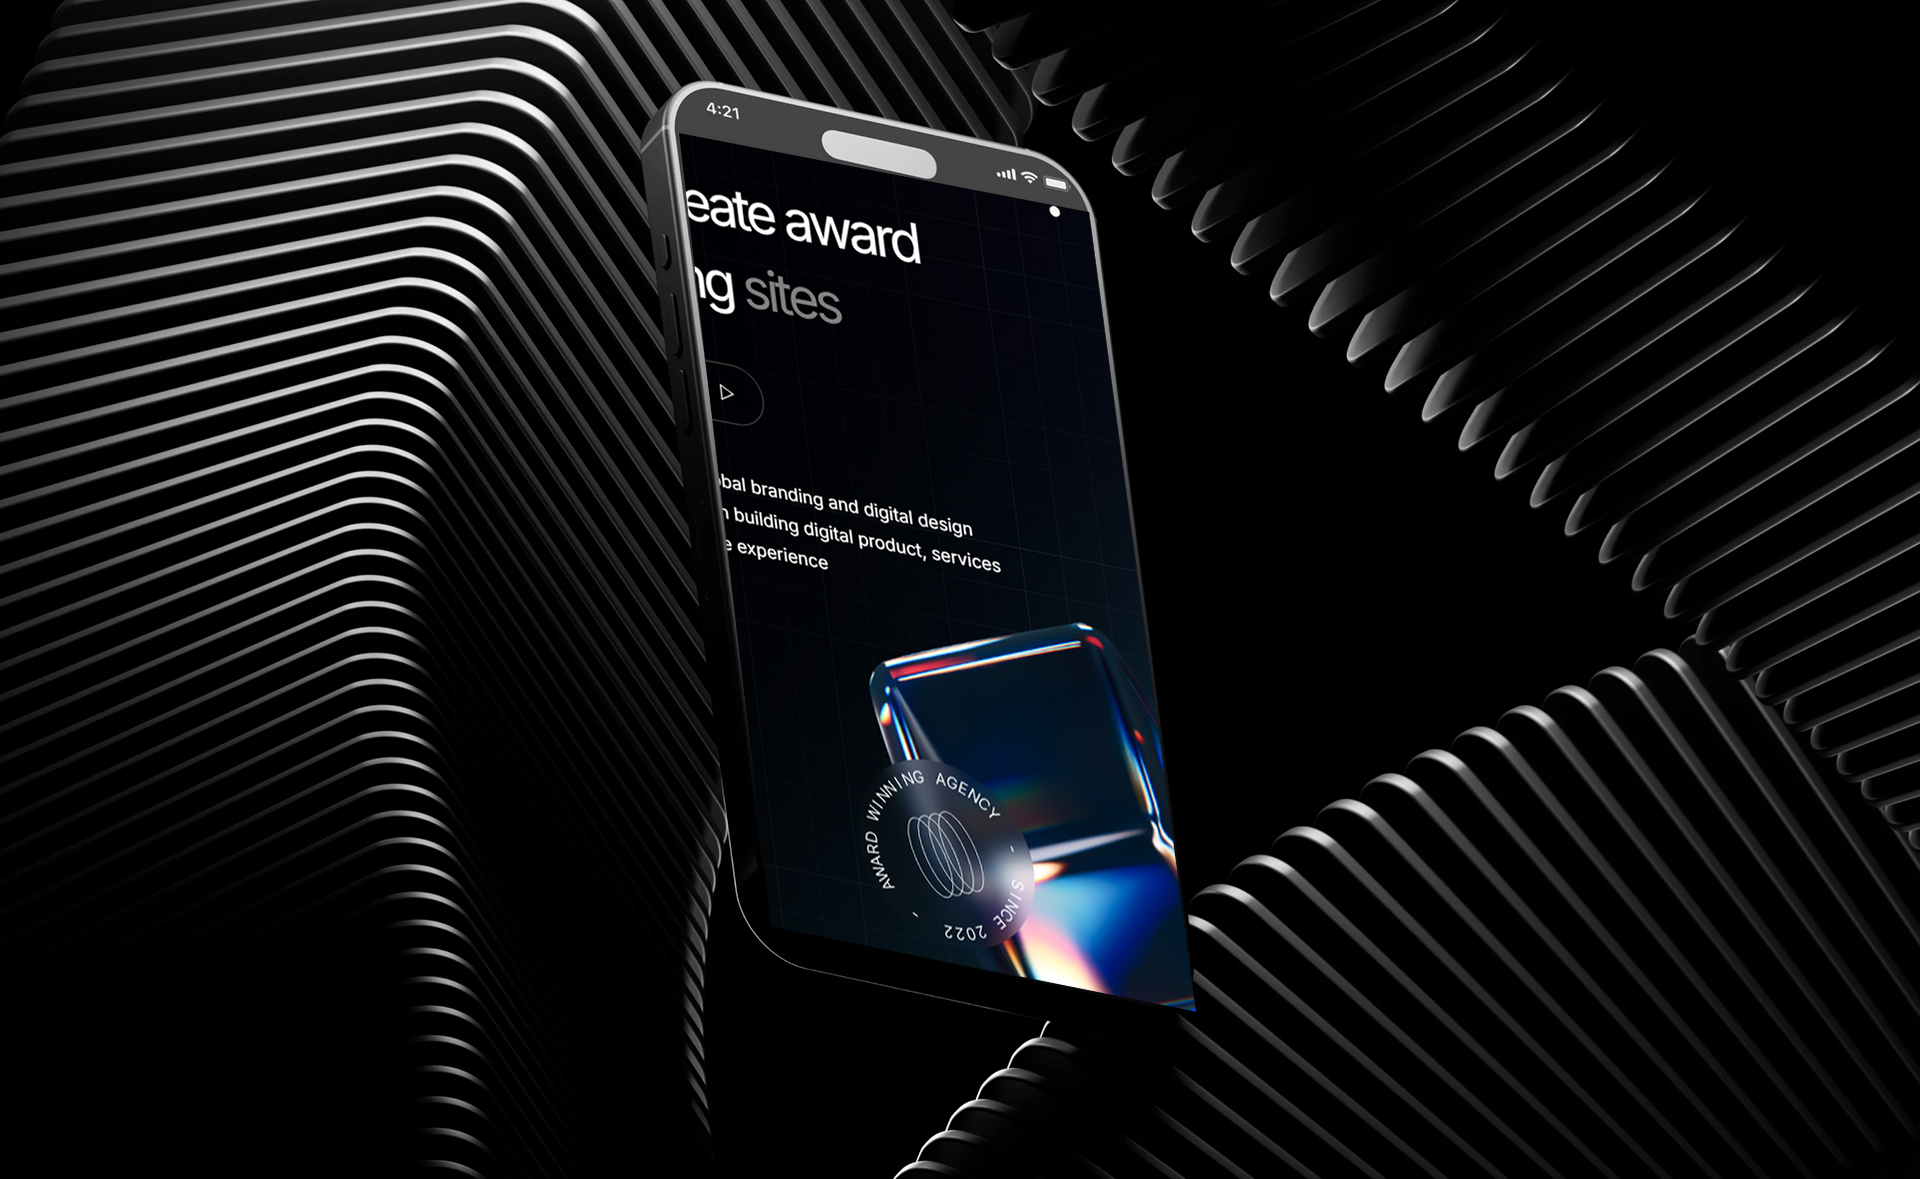 4:21
eate award
ng sites
bal branding and digital design
building digital product, services
e experience
AWARD WINNING AGENCY - SINCE 2022 -